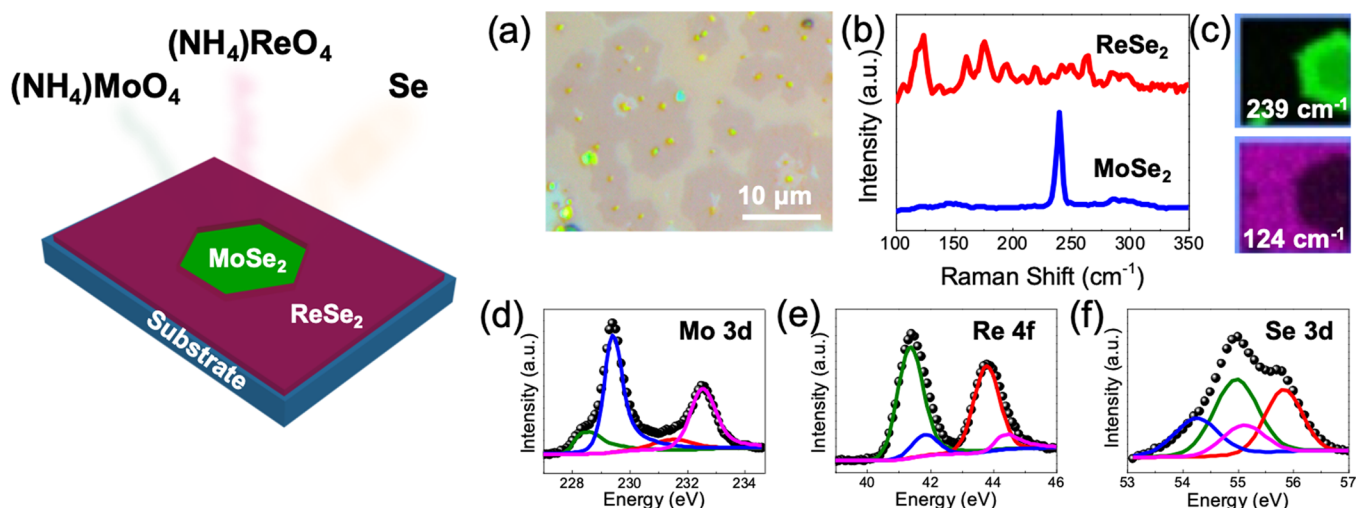 (NH₄)ReO₄
(NH₄)MoO₄
Se
MoSe₂
ReSe₂
Substrate
(a)
10 μm
(b)
Intensity (a.u.)
ReSe₂
MoSe₂
100 150 200 250 300 350
Raman Shift (cm⁻¹)
(c)
239 cm⁻¹
124 cm⁻¹
(d)
Mo 3d
Intensity (a.u.)
228 230 232 234
Energy (eV)
(e)
Re 4f
Intensity (a.u.)
40 42 44 46
Energy (eV)
(f)
Se 3d
Intensity (a.u.)
53 54 55 56 57
Energy (eV)